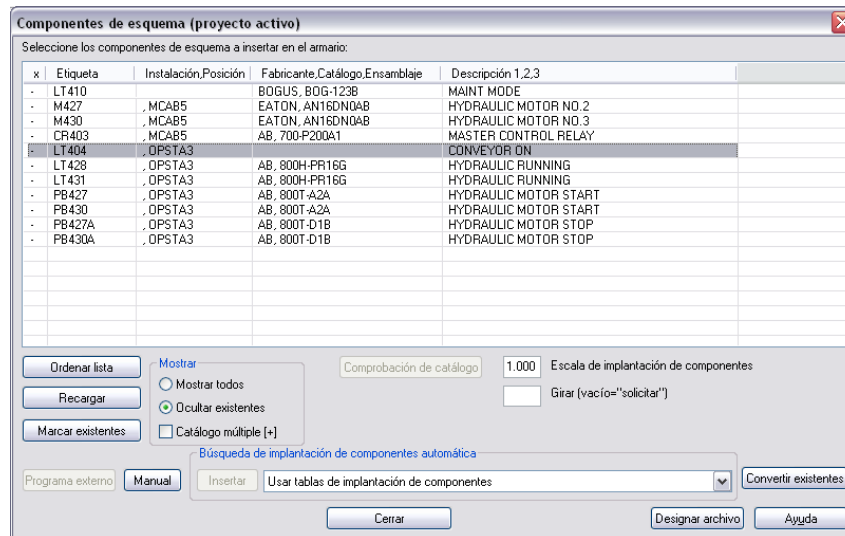 Componentes de esquema (proyecto activo)
Seleccione los componentes de esquema a insertar en el armario:
x Etiqueta Instalación,Posición Fabricante,Catálogo,Ensamblaje Descripción 1,2,3
- LT410 BOGUS, BOG-123B MAINT MODE
- M427 , MCAB5 EATON, AN16DN0AB HYDRAULIC MOTOR NO.2
- M430 , MCAB5 EATON, AN16DN0AB HYDRAULIC MOTOR NO.3
- CR403 , MCAB5 AB, 700-P200A1 MASTER CONTROL RELAY
- LT404 , OPSTA3 CONVEYOR ON
- LT428 , OPSTA3 AB, 800H-PR16G HYDRAULIC RUNNING
- LT431 , OPSTA3 AB, 800H-PR16G HYDRAULIC RUNNING
- PB427 , OPSTA3 AB, 800T-A2A HYDRAULIC MOTOR START
- PB430 , OPSTA3 AB, 800T-A2A HYDRAULIC MOTOR START
- PB427A , OPSTA3 AB, 800T-D1B HYDRAULIC MOTOR STOP
- PB430A , OPSTA3 AB, 800T-D1B HYDRAULIC MOTOR STOP
Ordenar lista
Recargar
Marcar existentes
Mostrar
Mostrar todos
Ocultar existentes
Catálogo múltiple [+]
Comprobación de catálogo
1.000 Escala de implantación de componentes
Girar (vacío="solicitar")
Búsqueda de implantación de componentes automática
Programa externo Manual Insertar Usar tablas de implantación de componentes Convertir existentes
Cerrar Designar archivo Ayuda